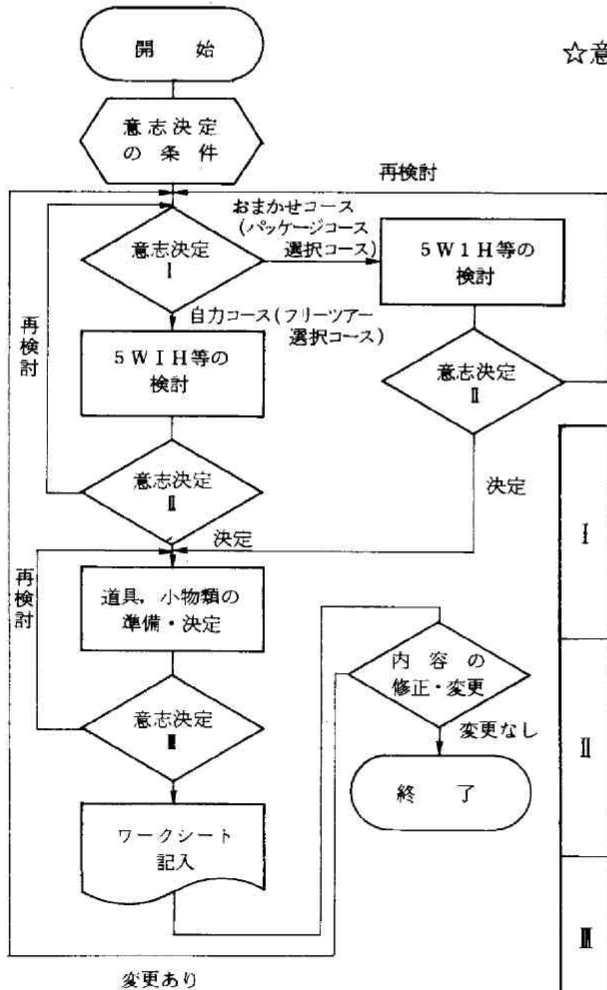 開始
☆意
意志決定
の条件
再検討
おまかせコース
(パッケージコース
選択コース)
意志決定
Ⅰ
5W1H等の
検討
自力コース(フリーツアー
選択コース)
再検討
5WIH等の
検討
意志決定
Ⅱ
意志決定
Ⅱ
決定
決定
Ⅰ
再検討
道具,小物類の
準備・決定
内容の
修正・変更
意志決定
Ⅲ
変更なし
Ⅱ
終了
ワークシート
記入
Ⅲ
変更あり